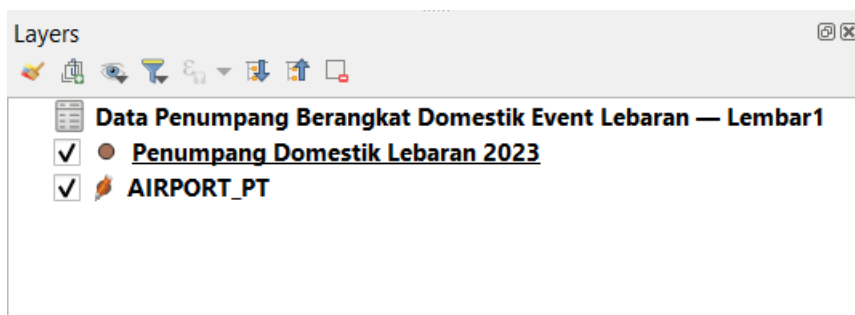 Layers
Data Penumpang Berangkat Domestik Event Lebaran — Lembar1
Penumpang Domestik Lebaran 2023
AIRPORT_PT